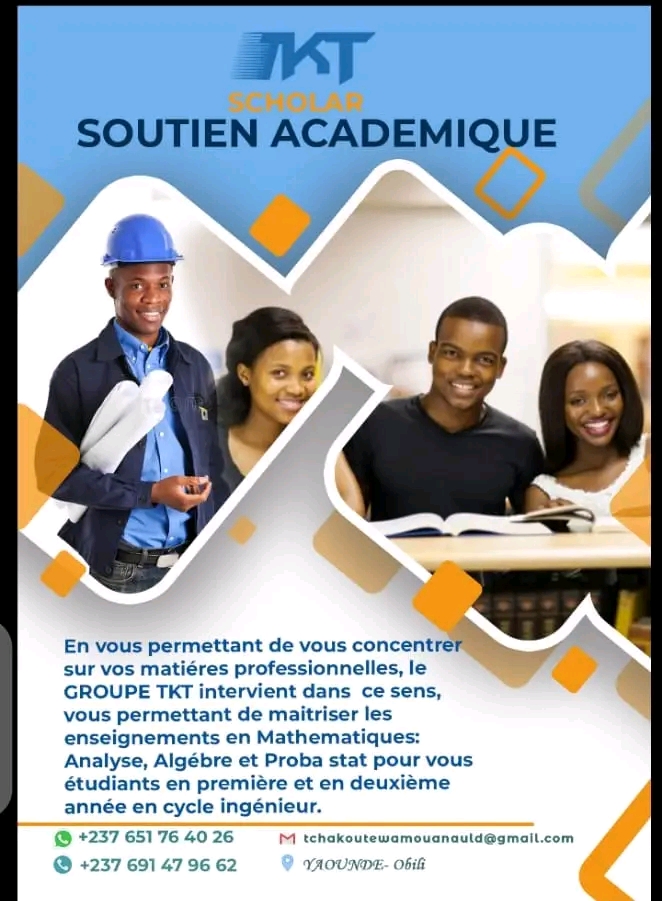 TKT
SCHOLAR
SOUTIEN ACADEMIQUE
En vous permettant de vous concentrer
sur vos matiéres professionnelles, le
GROUPE TKT intervient dans ce sens,
vous permettant de maitriser les
enseignements en Mathematiques:
Analyse, Algébre et Proba stat pour vous
étudiants en première et en deuxième
année en cycle ingénieur.
+237 651 76 40 26
tchakoutewamouanauld@gmail.com
+237 691 47 96 62
YAOUNDE- Obili